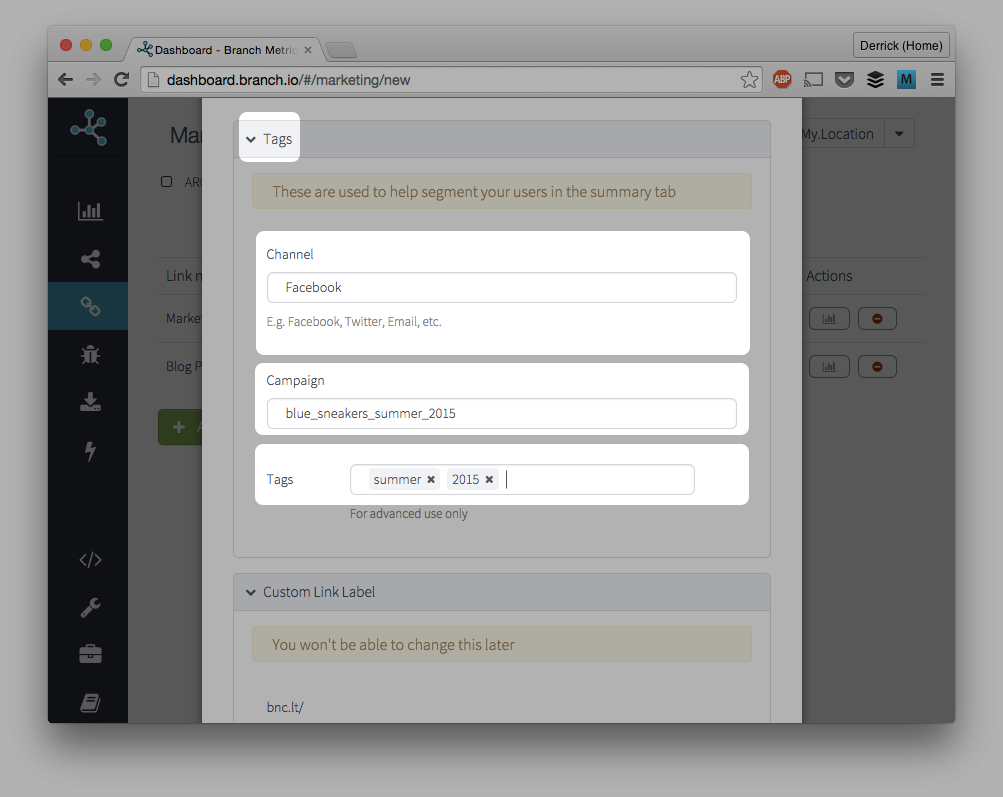 Dashboard - Branch Metric
Derrick (Home)
dashboard.branch.io/#/marketing/new
ABP
M
Mar
My.Location
Tags
AR
These are used to help segment your users in the summary tab
Channel
Facebook
E.g. Facebook, Twitter, Email, etc.
Link n
Actions
Marke
Blog P
Campaign
blue_sneakers_summer_2015
A
Tags
summer
2015
For advanced use only
Custom Link Label
You won't be able to change this later
bnc.lt/